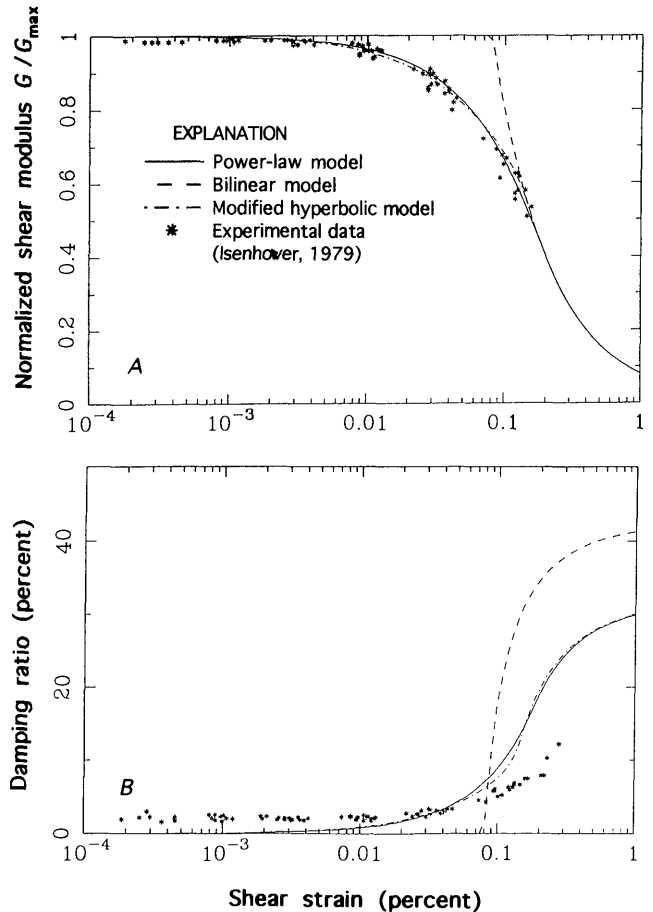 Normalized shear modulus G/Gmax
1
0.8
0.6
0.4
0.2
0
EXPLANATION
Power-law model
Bilinear model
Modified hyperbolic model
Experimental data
(Isenhower, 1979)
A
10⁻⁴ 10⁻³ 0.01 0.1 1
Damping ratio (percent)
40
20
0
B
10⁻⁴ 10⁻³ 0.01 0.1 1
Shear strain (percent)